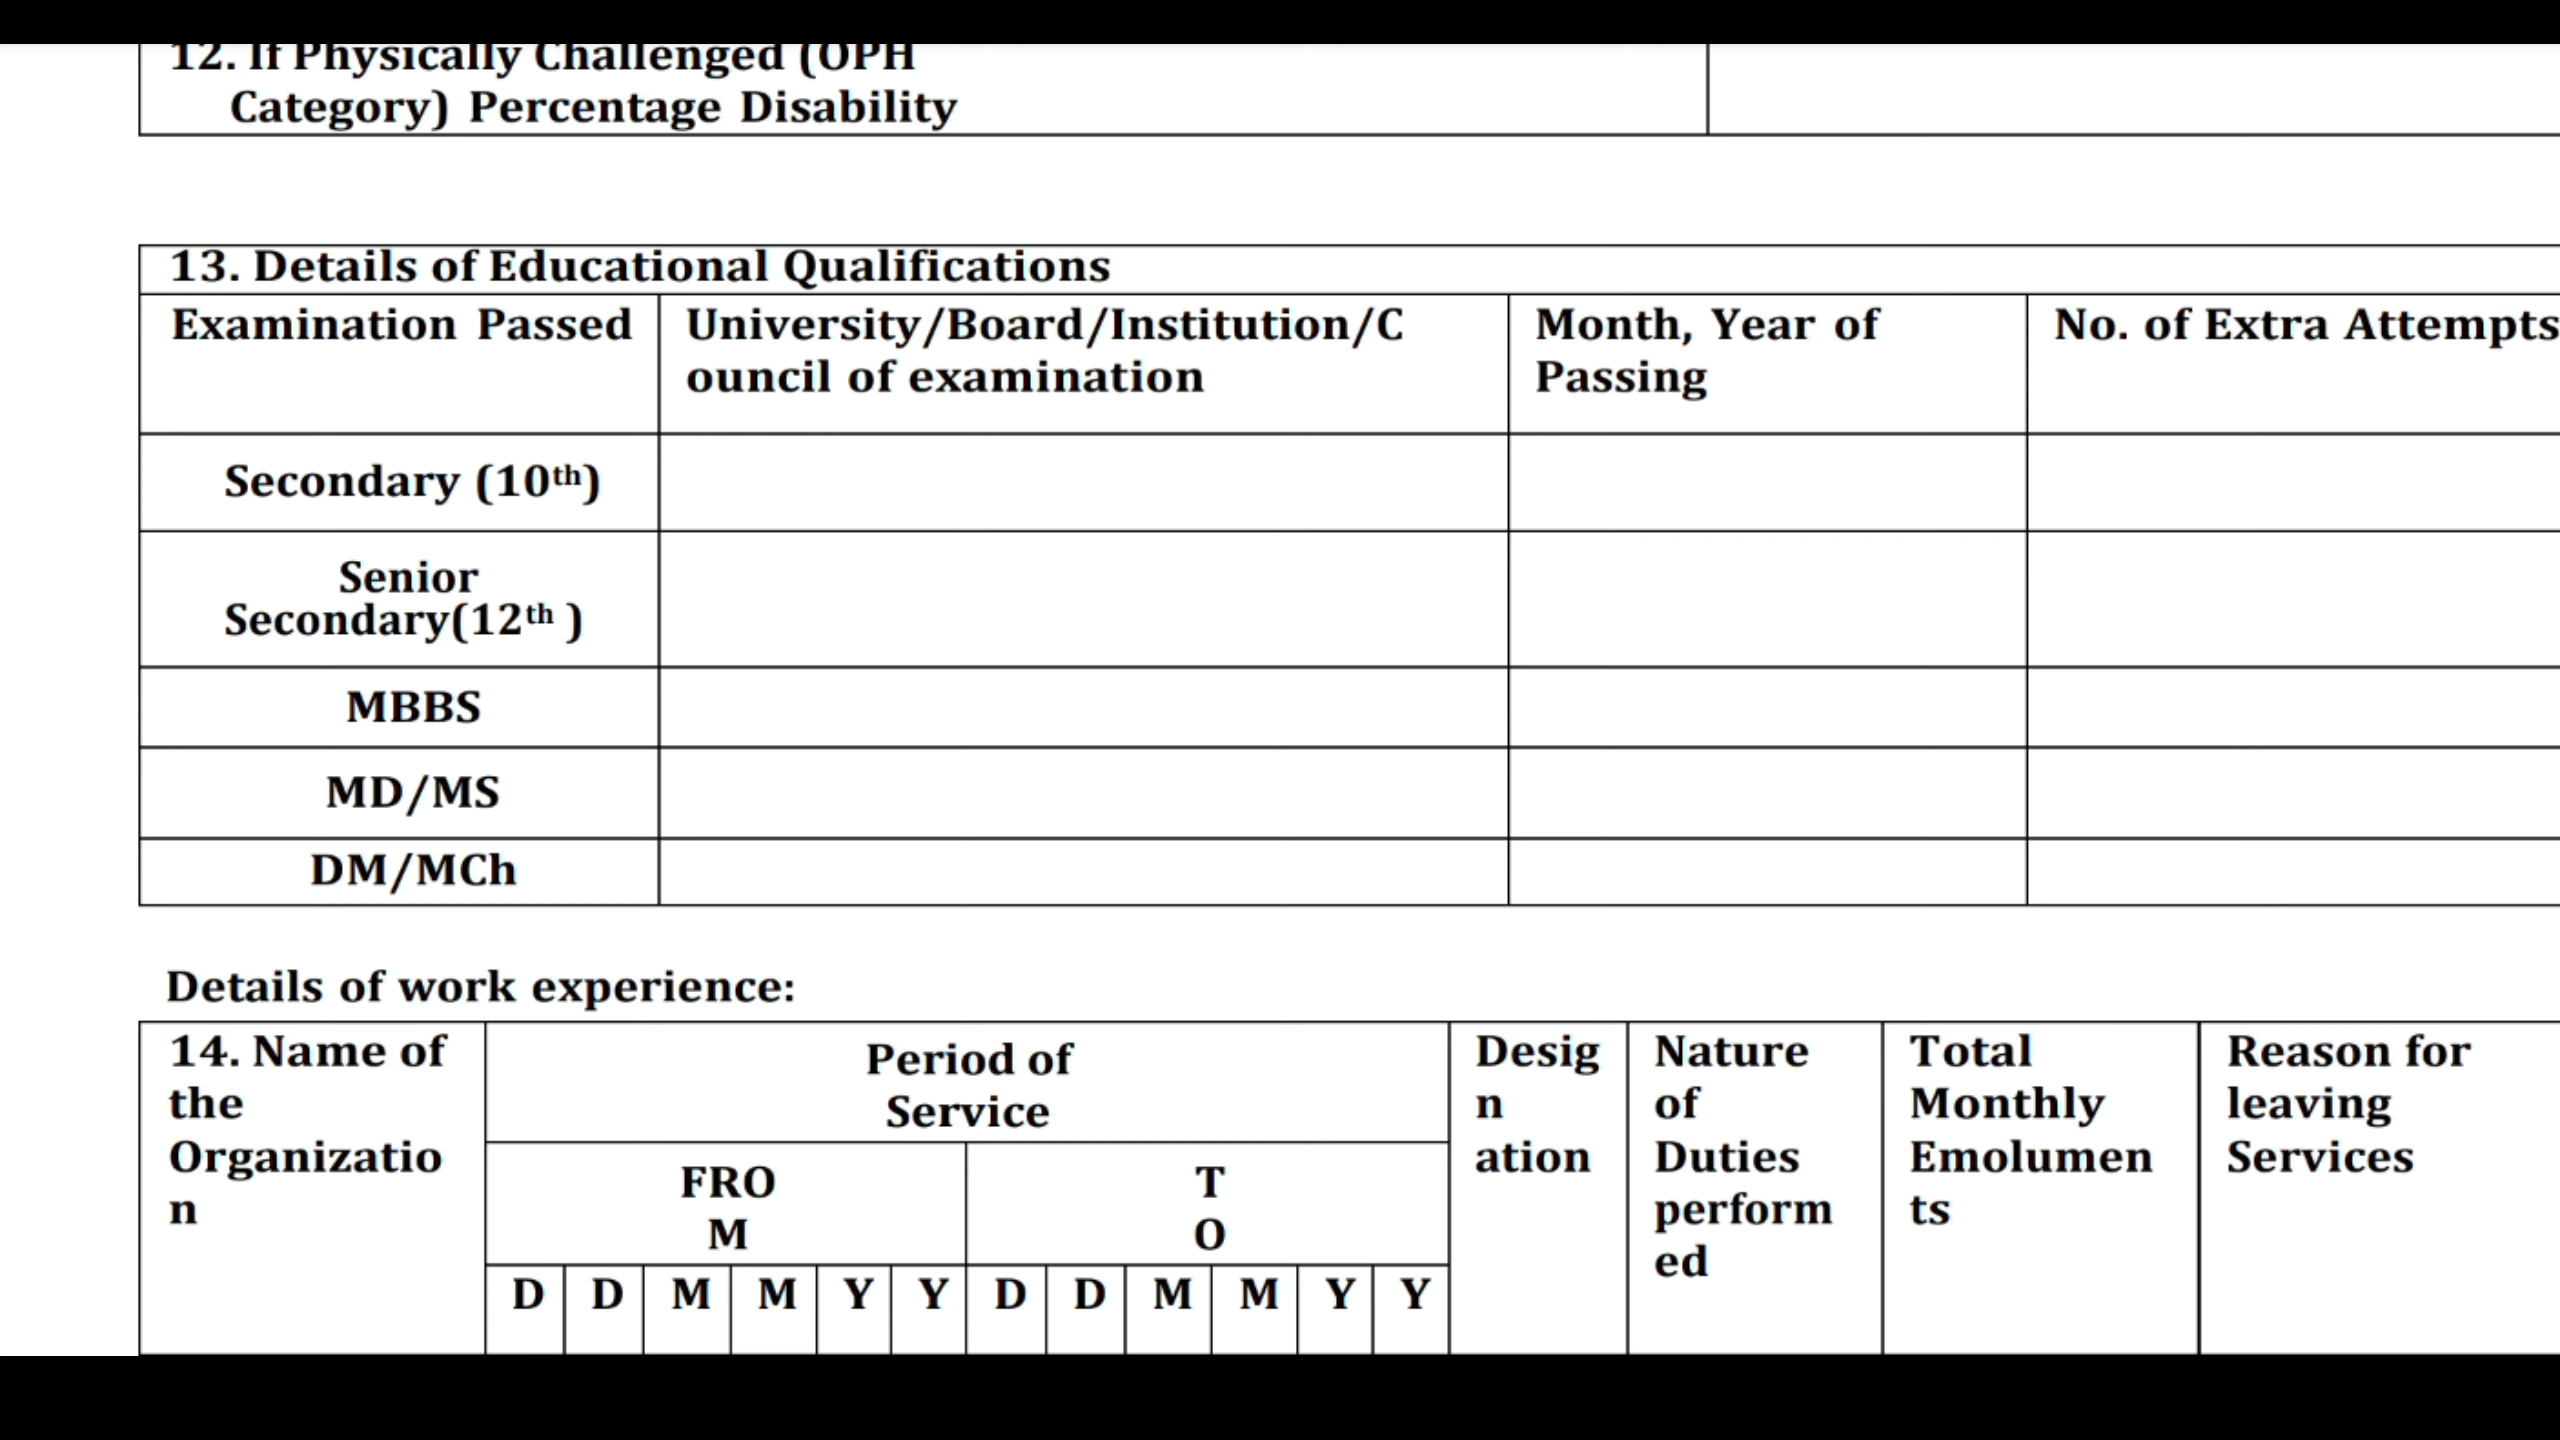 12. If Physically Challenged (OPH
Category) Percentage Disability
13. Details of Educational Qualifications
Examination Passed
University/Board/Institution/C
ouncil of examination
Month, Year of
Passing
No. of Extra Attempts
Secondary (10th)
Senior
Secondary(12th )
MBBS
MD/MS
DM/MCh
Details of work experience:
14. Name of
the
Organizatio
n
Period of
Service
FRO
M
T
O
D D M M Y Y D D M M Y Y
Desig
n
ation
Nature
of
Duties
perform
ed
Total
Monthly
Emolumen
ts
Reason for
leaving
Services